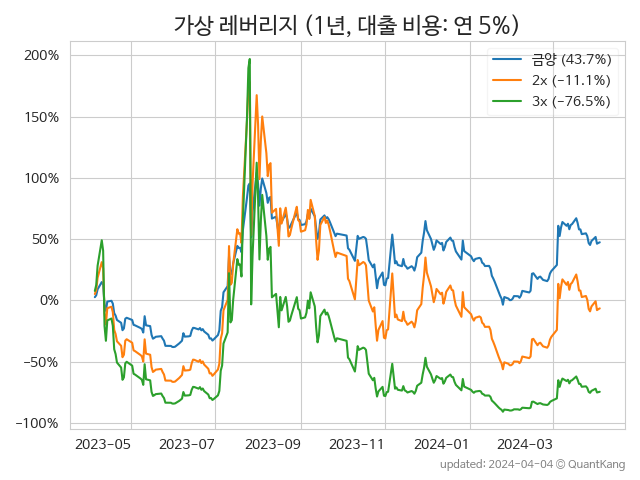 가상 레버리지 (1년, 대출 비용: 연 5%)
금양 (43.7%)
2x (−11.1%)
3x (−76.5%)
200%
150%
100%
50%
0%
−50%
−100%
2023-05 2023-07 2023-09 2023-11 2024-01 2024-03
updated: 2024-04-04 © QuantKang